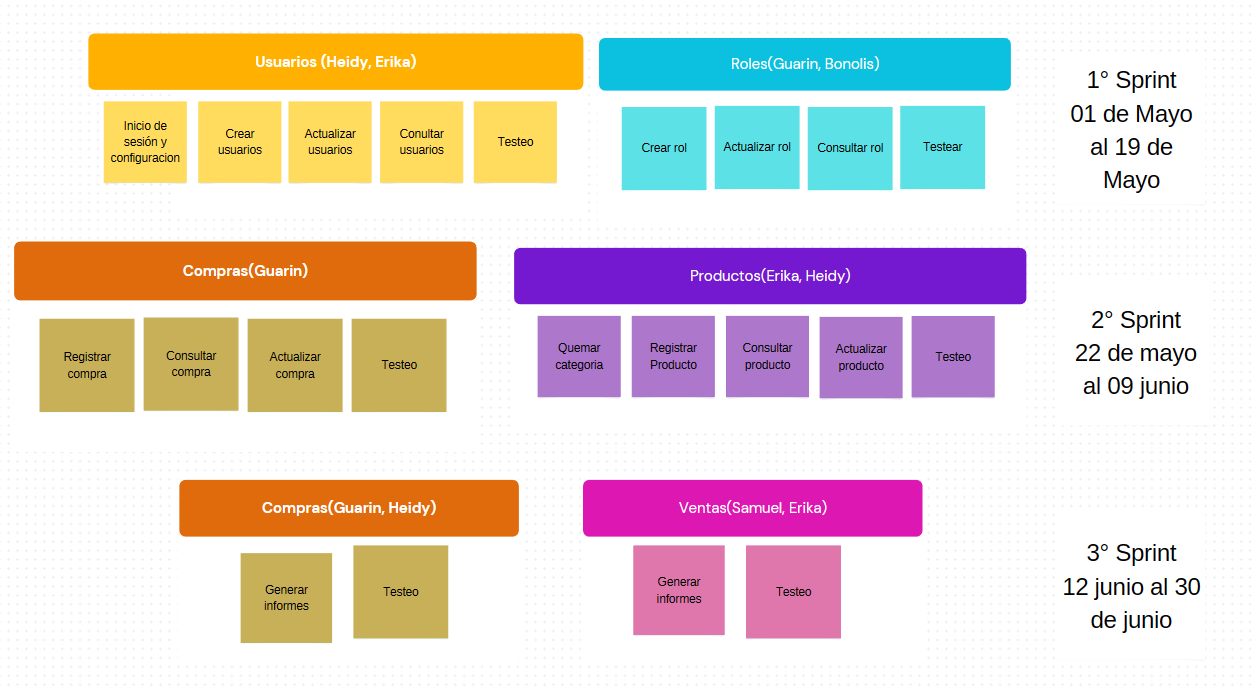 Usuarios (Heidy, Erika)
Inicio de
sesión y
configuracion
Crear
usuarios
Actualizar
usuarios
Conultar
usuarios
Testeo
Roles(Guarin, Bonolis)
Crear rol
Actualizar rol
Consultar rol
Testear
1° Sprint
01 de Mayo
al 19 de
Mayo
Compras(Guarin)
Registrar
compra
Consultar
compra
Actualizar
compra
Testeo
Productos(Erika, Heidy)
Quemar
categoria
Registrar
Producto
Consultar
producto
Actualizar
producto
Testeo
2° Sprint
22 de mayo
al 09 junio
Compras(Guarin, Heidy)
Generar
informes
Testeo
Ventas(Samuel, Erika)
Generar
informes
Testeo
3° Sprint
12 junio al 30
de junio